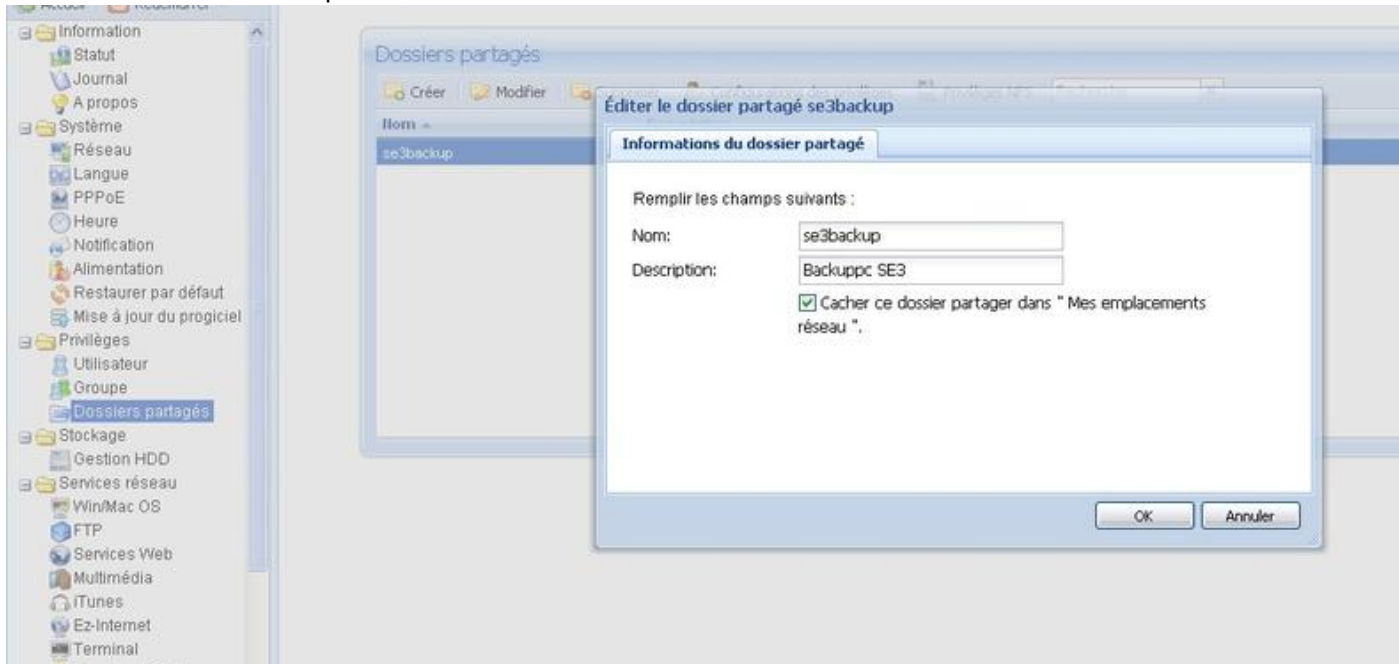 Accueil Redémarrer
Information
Statut
Journal
A propos
Système
Réseau
Langue
PPPoE
Heure
Notification
Alimentation
Restaurer par défaut
Mise à jour du progiciel
Privilèges
Utilisateur
Groupe
Dossiers partagés
Stockage
Gestion HDD
Services réseau
Win/Mac OS
FTP
Services Web
Multimédia
iTunes
Ez-Internet
Terminal
Dossiers partagés
Créer Modifier
Nom
se3backup
Éditer le dossier partagé se3backup
Informations du dossier partagé
Remplir les champs suivants :
Nom: se3backup
Description: Backuppc SE3
Cacher ce dossier partager dans " Mes emplacements
réseau ".
OK Annuler